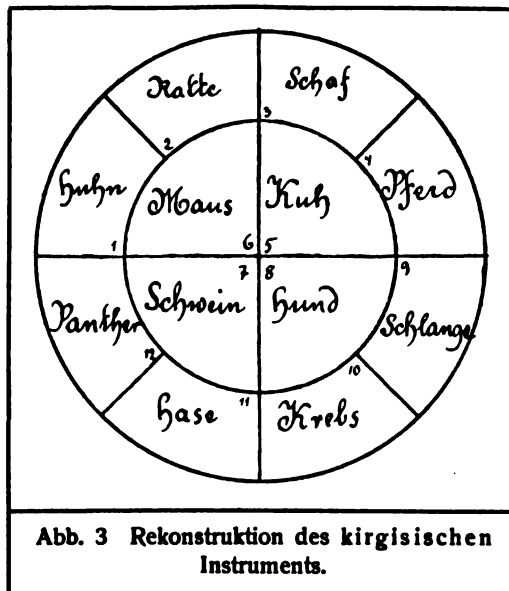 Ratte Schaf
3
2 4
Huhn Pferd
Maus Kuh
1 6 5 9
7 8
Schwein Hund
Panther Schlange
12 10
11
Hase Krebs
Abb. 3 Rekonstruktion des kirgisischen
Instruments.